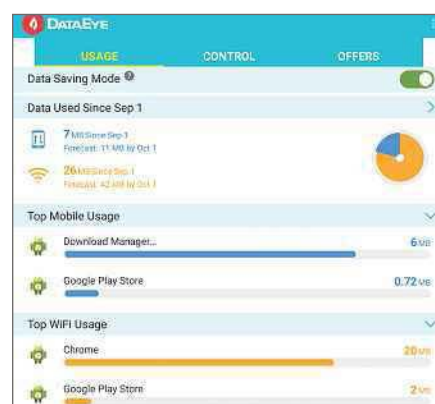 DATAEYE
USAGE CONTROL OFFERS
Data Saving Mode ?
Data Used Since Sep 1
7 MB Since Sep 1
Forecast: 11 MB by Oct 1
26 MB Since Sep 1
Forecast: 42 MB by Oct 1
Top Mobile Usage
Download Manager... 6 MB
Google Play Store 0.72 MB
Top WiFi Usage
Chrome 20 MB
Google Play Store 2 MB